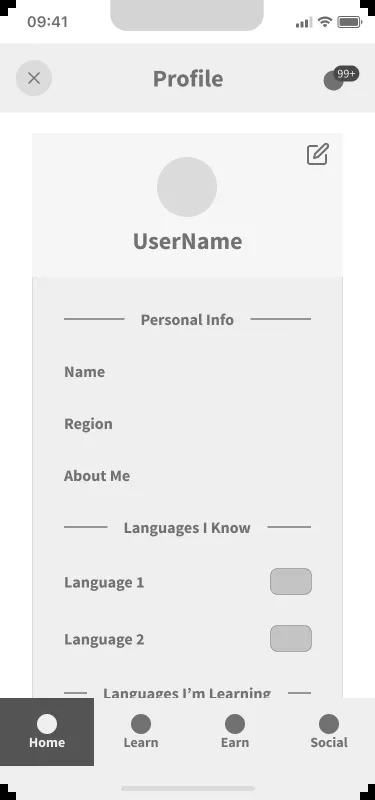 09:41
Profile
99+
UserName
Personal Info
Name
Region
About Me
Languages I Know
Language 1
Language 2
Languages I'm Learning
Home
Learn
Earn
Social